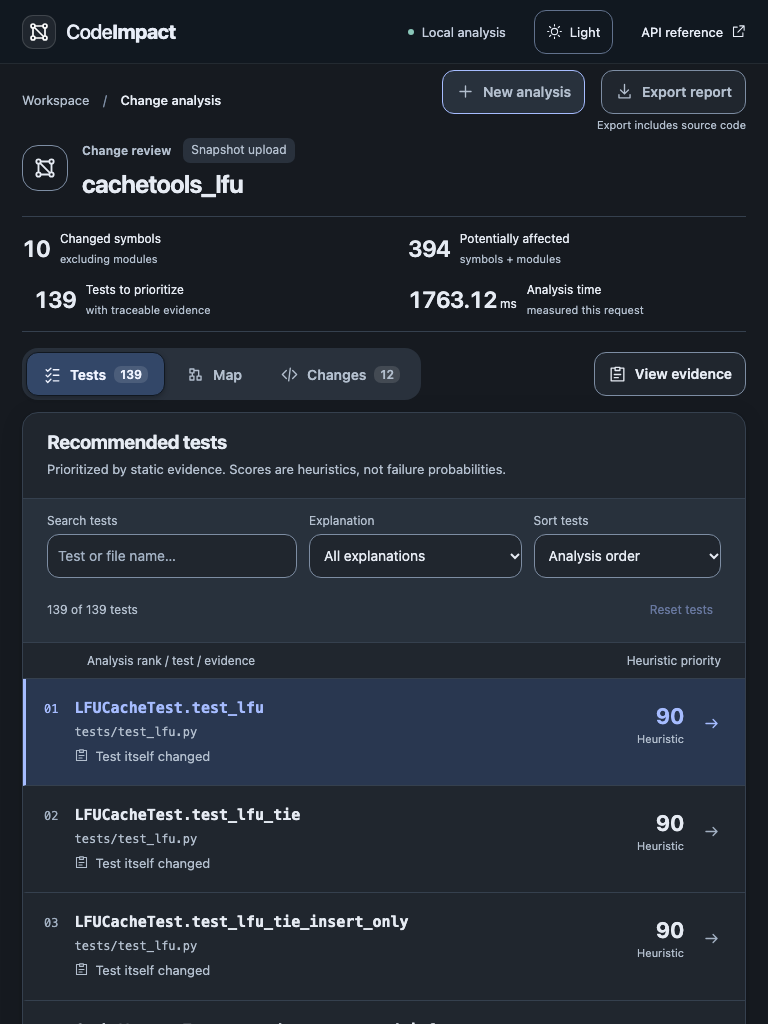 CodeImpact
Local analysis
Light
API reference
Workspace / Change analysis
New analysis
Export report
Export includes source code
Change review
Snapshot upload
cachetools_lfu
10 Changed symbols
excluding modules
394 Potentially affected
symbols + modules
139 Tests to prioritize
with traceable evidence
1763.12 ms Analysis time
measured this request
Tests 139
Map
Changes 12
View evidence
Recommended tests
Prioritized by static evidence. Scores are heuristics, not failure probabilities.
Search tests
Explanation
Sort tests
Test or file name...
All explanations
Analysis order
139 of 139 tests
Reset tests
Analysis rank / test / evidence
Heuristic priority
01 LFUCacheTest.test_lfu
tests/test_lfu.py
Test itself changed
90
Heuristic
02 LFUCacheTest.test_lfu_tie
tests/test_lfu.py
Test itself changed
90
Heuristic
03 LFUCacheTest.test_lfu_tie_insert_only
tests/test_lfu.py
Test itself changed
90
Heuristic